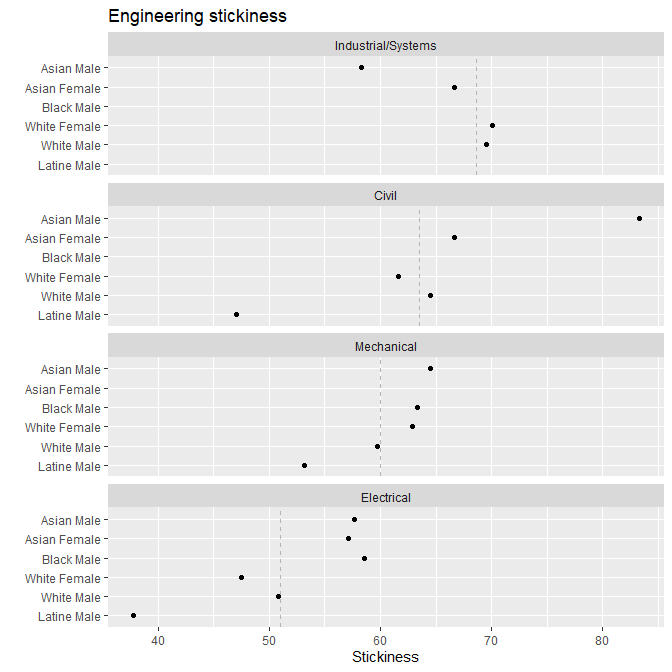 Engineering stickiness
Industrial/Systems
Asian Male
Asian Female
Black Male
White Female
White Male
Latine Male
Civil
Asian Male
Asian Female
Black Male
White Female
White Male
Latine Male
Mechanical
Asian Male
Asian Female
Black Male
White Female
White Male
Latine Male
Electrical
Asian Male
Asian Female
Black Male
White Female
White Male
Latine Male
40 50 60 70 80
Stickiness